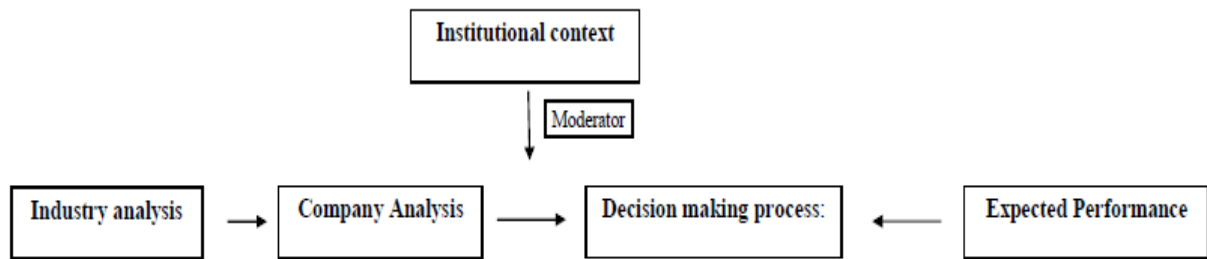 Institutional context
Moderator
Industry analysis
Company Analysis
Decision making process:
Expected Performance